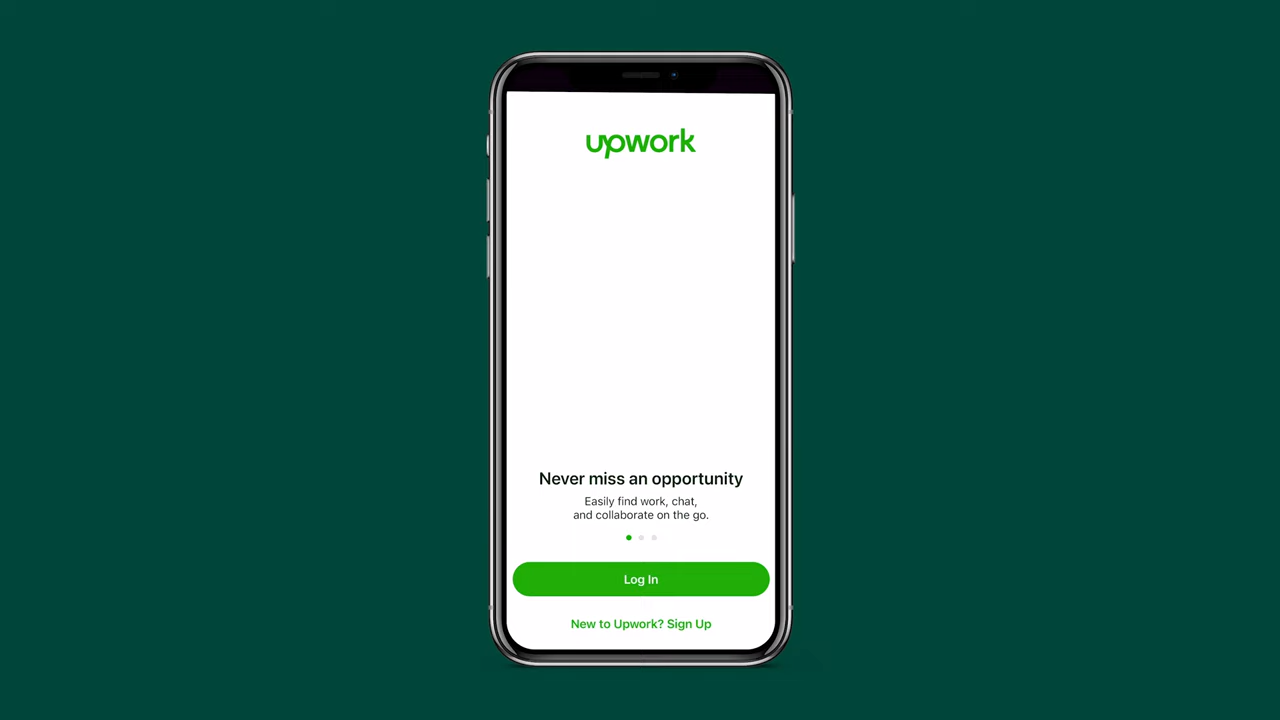 upwork
Never miss an opportunity
Easily find work, chat,
and collaborate on the go.
Log In
New to Upwork? Sign Up